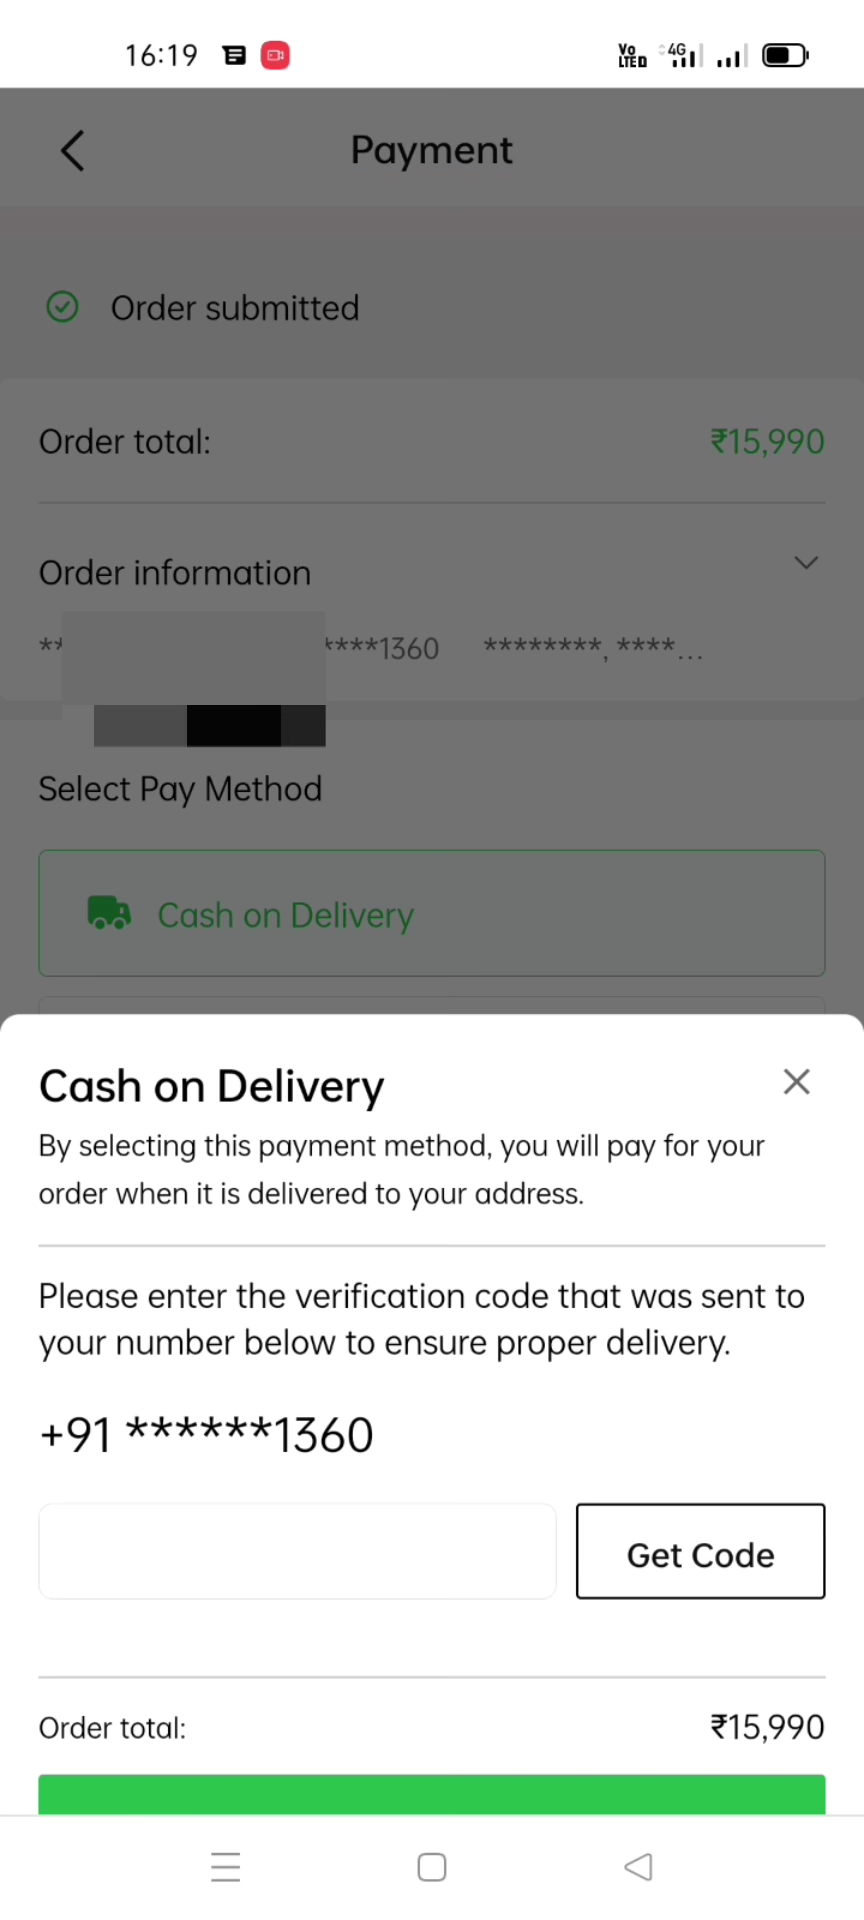 16:19
Vo
LTE
4G
Payment
Order submitted
Order total: ₹15,990
Order information
** ****1360 ********, ****...
Select Pay Method
Cash on Delivery
Cash on Delivery
By selecting this payment method, you will pay for your
order when it is delivered to your address.
Please enter the verification code that was sent to
your number below to ensure proper delivery.
+91 ******1360
Get Code
Order total: ₹15,990